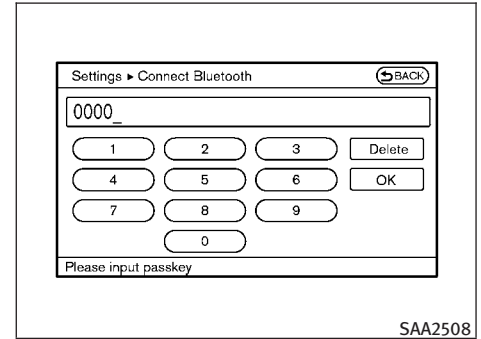 Settings ▸ Connect Bluetooth
BACK
0000_
1 2 3 Delete
4 5 6 OK
7 8 9
0
Please input passkey
SAA2508